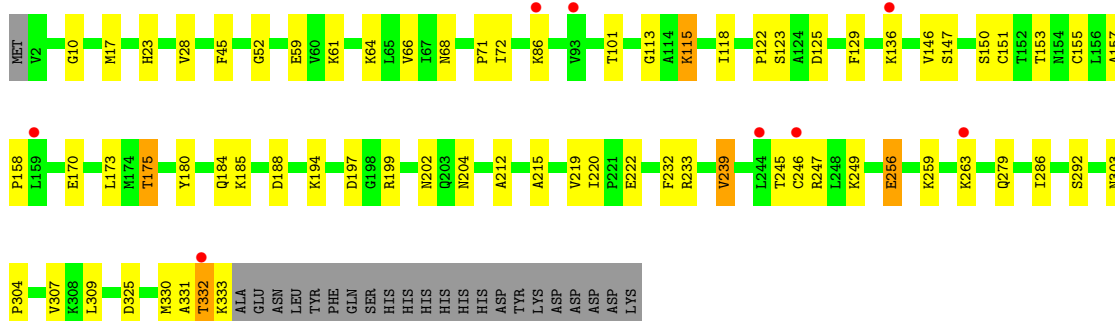 MET V2 G10 M17 H23 V28 F45 G52 E59 V60 K61 K64 L65 V66 I67 N68 P71 I72 K86 V93 T101 G113 A114 K115 I118 P122 S123 A124 D125 F129 K136 V146 S147 S150 C151 T152 T153 N154 C155 L156 A157
P158 L159 E170 L173 M174 T175 Y180 Q184 K185 D188 K194 D197 G198 R199 N202 Q203 N204 A212 A215 V219 I220 P221 E222 F232 R233 V239 L244 T245 C246 R247 L248 K249 E256 K259 K263 Q279 I286 S292 N303
P304 V307 K308 L309 D325 M330 A331 T332 K333 ALA GLU ASN LEU TYR PHE GLN SER HIS HIS HIS HIS HIS HIS ASP TYR LYS ASP ASP ASP ASP LYS